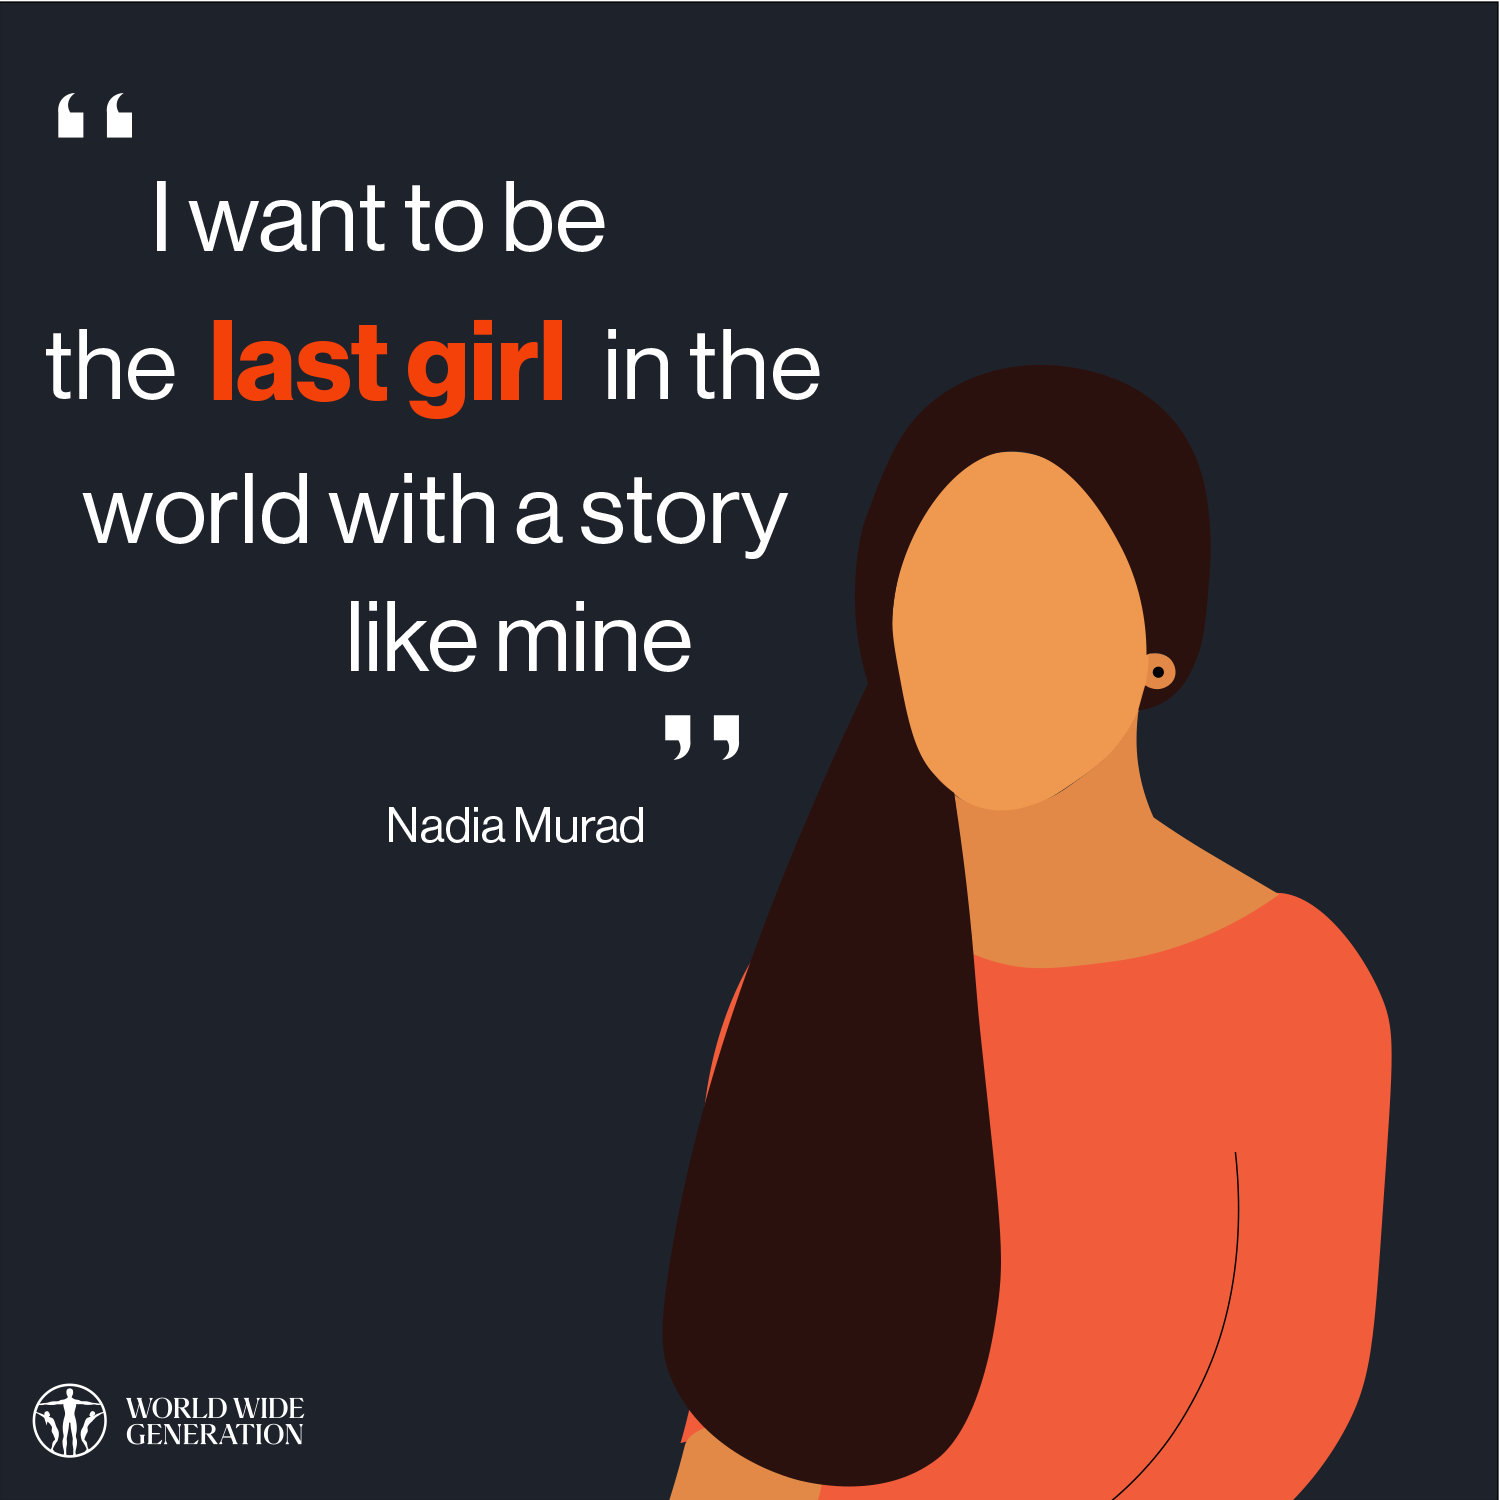 “
I want to be
the last girl in the
world with a story
like mine
”
Nadia Murad
WORLD WIDE
GENERATION